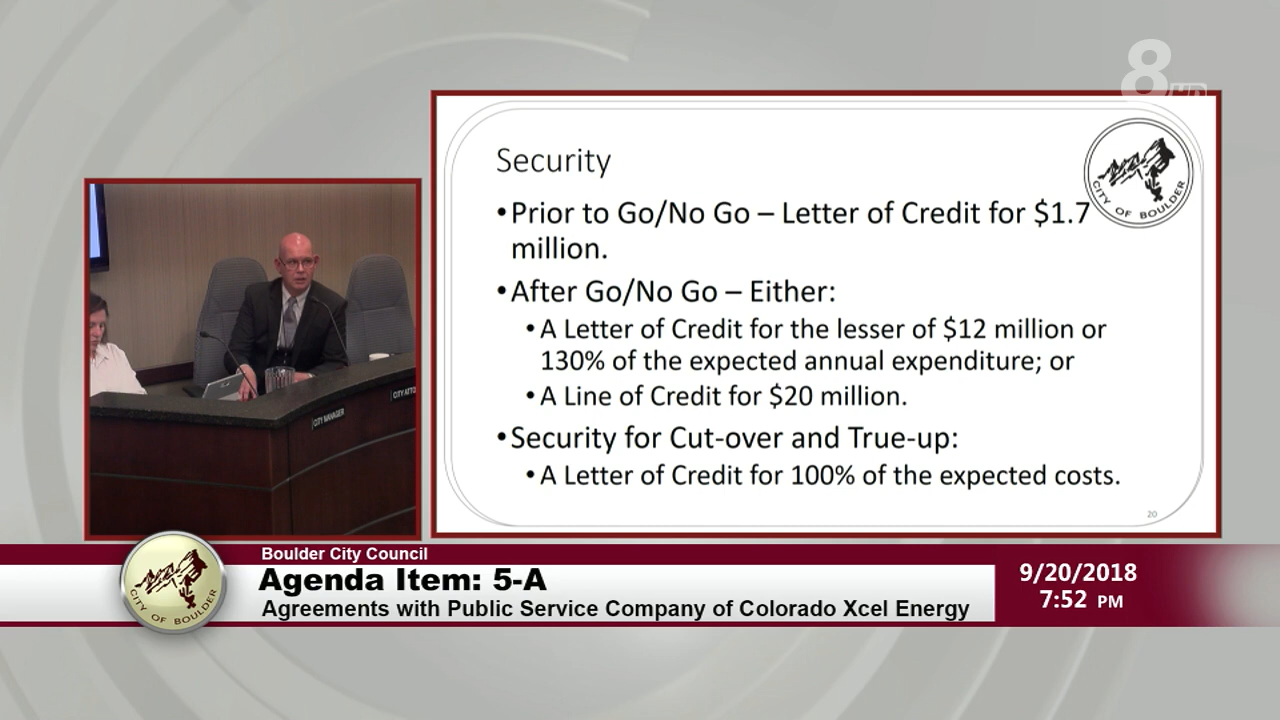 8
HD
Security
CITY OF BOULDER
•Prior to Go/No Go – Letter of Credit for $1.7
million.
•After Go/No Go – Either:
•A Letter of Credit for the lesser of $12 million or
130% of the expected annual expenditure; or
•A Line of Credit for $20 million.
•Security for Cut-over and True-up:
•A Letter of Credit for 100% of the expected costs.
20
CITY MANAGER
CITY ATTO
Boulder City Council
Agenda Item: 5-A
Agreements with Public Service Company of Colorado Xcel Energy
CITY OF BOULDER
9/20/2018
7:52 PM